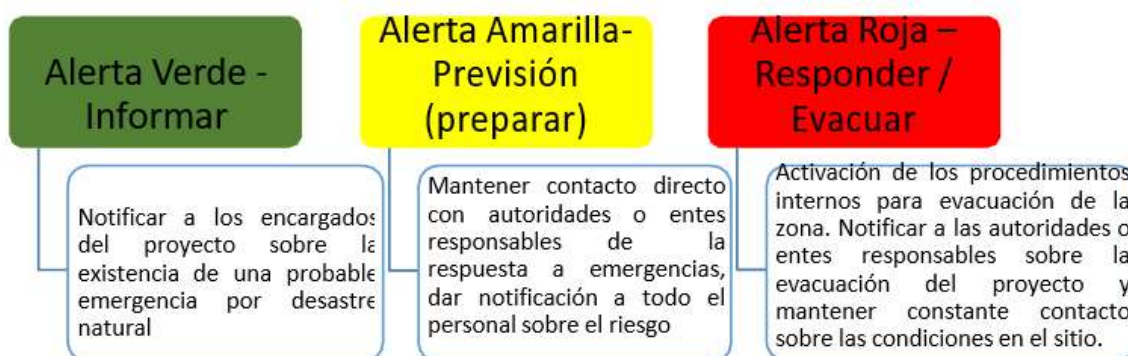 Alerta Verde -
Informar
Notificar a los encargados
del proyecto sobre la
existencia de una probable
emergencia por desastre
natural
Alerta Amarilla-
Previsión
(preparar)
Mantener contacto directo
con autoridades o entes
responsables de la
respuesta a emergencias,
dar notificación a todo el
personal sobre el riesgo
Alerta Roja –
Responder /
Evacuar
Activación de los procedimientos
internos para evacuación de la
zona. Notificar a las autoridades o
entes responsables sobre la
evacuación del proyecto y
mantener constante contacto
sobre las condiciones en el sitio.